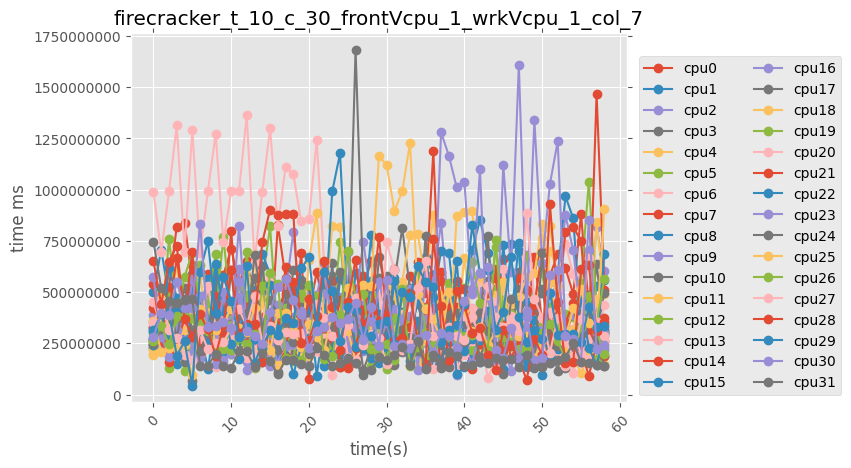 firecracker_t_10_c_30_frontVcpu_1_wrkVcpu_1_col_7
time ms
1750000000
1500000000
1250000000
1000000000
750000000
500000000
250000000
0
0
10
20
30
40
50
60
time(s)
cpu0
cpu1
cpu2
cpu3
cpu4
cpu5
cpu6
cpu7
cpu8
cpu9
cpu10
cpu11
cpu12
cpu13
cpu14
cpu15
cpu16
cpu17
cpu18
cpu19
cpu20
cpu21
cpu22
cpu23
cpu24
cpu25
cpu26
cpu27
cpu28
cpu29
cpu30
cpu31